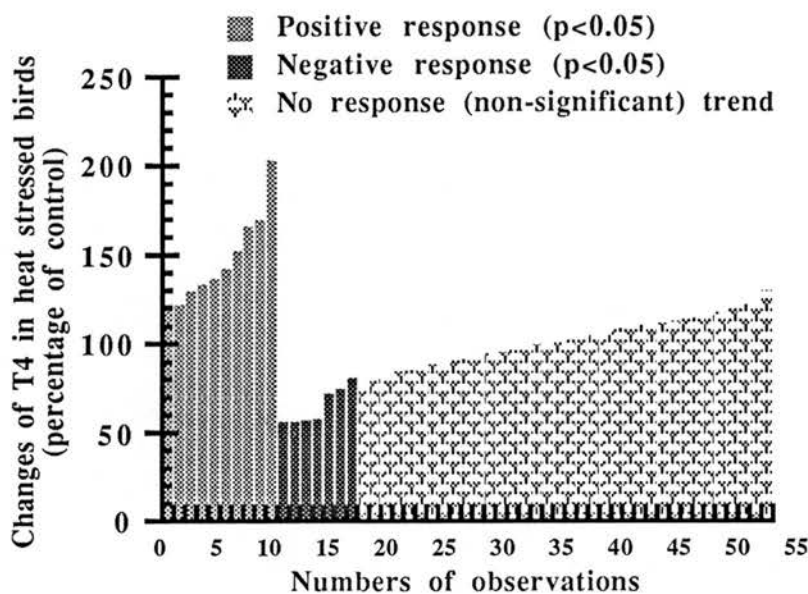 Positive response (p<0.05)
Negative response (p<0.05)
No response (non-significant) trend
Changes of T4 in heat stressed birds
(percentage of control)
250
200
150
100
50
0
0 5 10 15 20 25 30 35 40 45 50 55
Numbers of observations